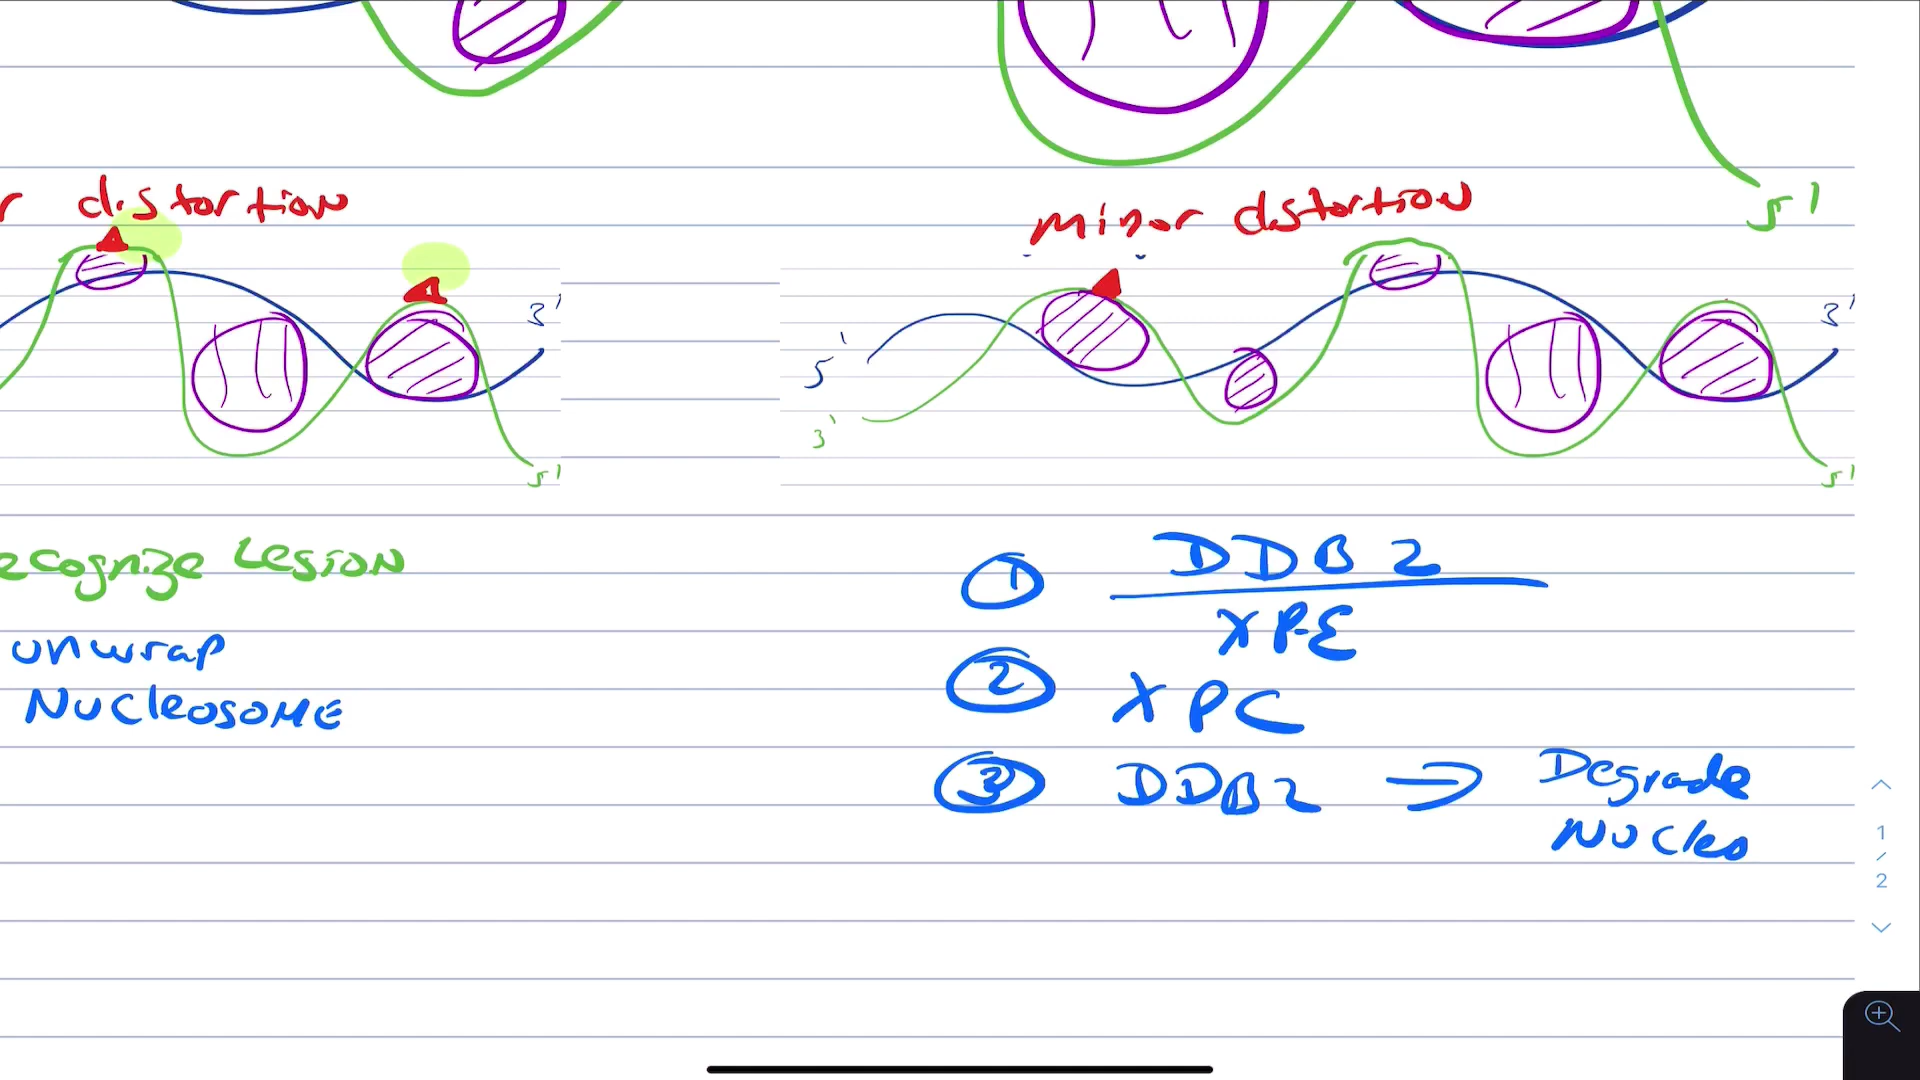 5'
r distortion
minor distortion
3'
5'
5'
3'
3'
5'
ecognize Lesion
unwrap
Nucleosome
① DDB2
XPE
② XPC
③ DDB2 → Degrade
Nucleo
1
/
2